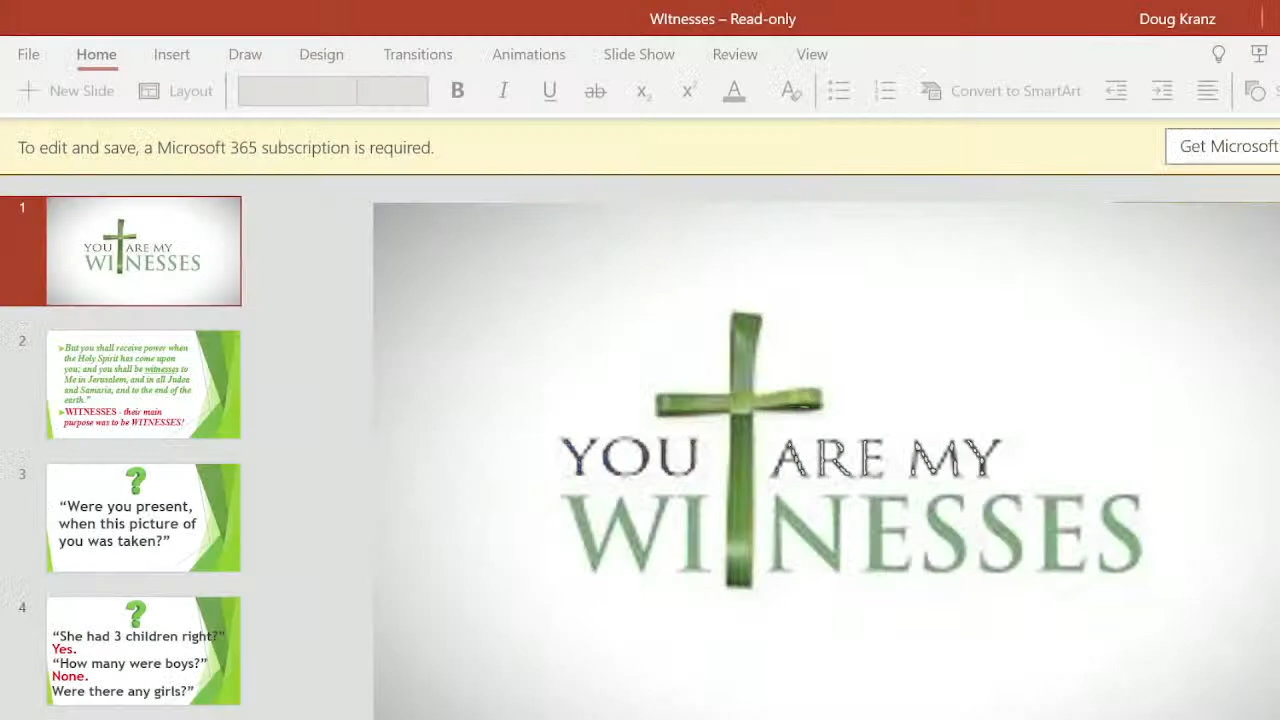 WItnesses – Read-only
Doug Kranz
File Home Insert Draw Design Transitions Animations Slide Show Review View
New Slide Layout B I U ab x₂ x² A A Convert to SmartArt
To edit and save, a Microsoft 365 subscription is required.
Get Microsoft
1
YOU ARE MY
WITNESSES
2
But you shall receive power when
the Holy Spirit has come upon
you; and you shall be witnesses to
Me in Jerusalem, and in all Judea
and Samaria, and to the end of the
earth."
WITNESSES - their main
purpose was to be WITNESSES!
3
?
“Were you present,
when this picture of
you was taken?”
4
?
“She had 3 children right?”
Yes.
“How many were boys?”
None.
Were there any girls?”
YOU ARE MY
WITNESSES